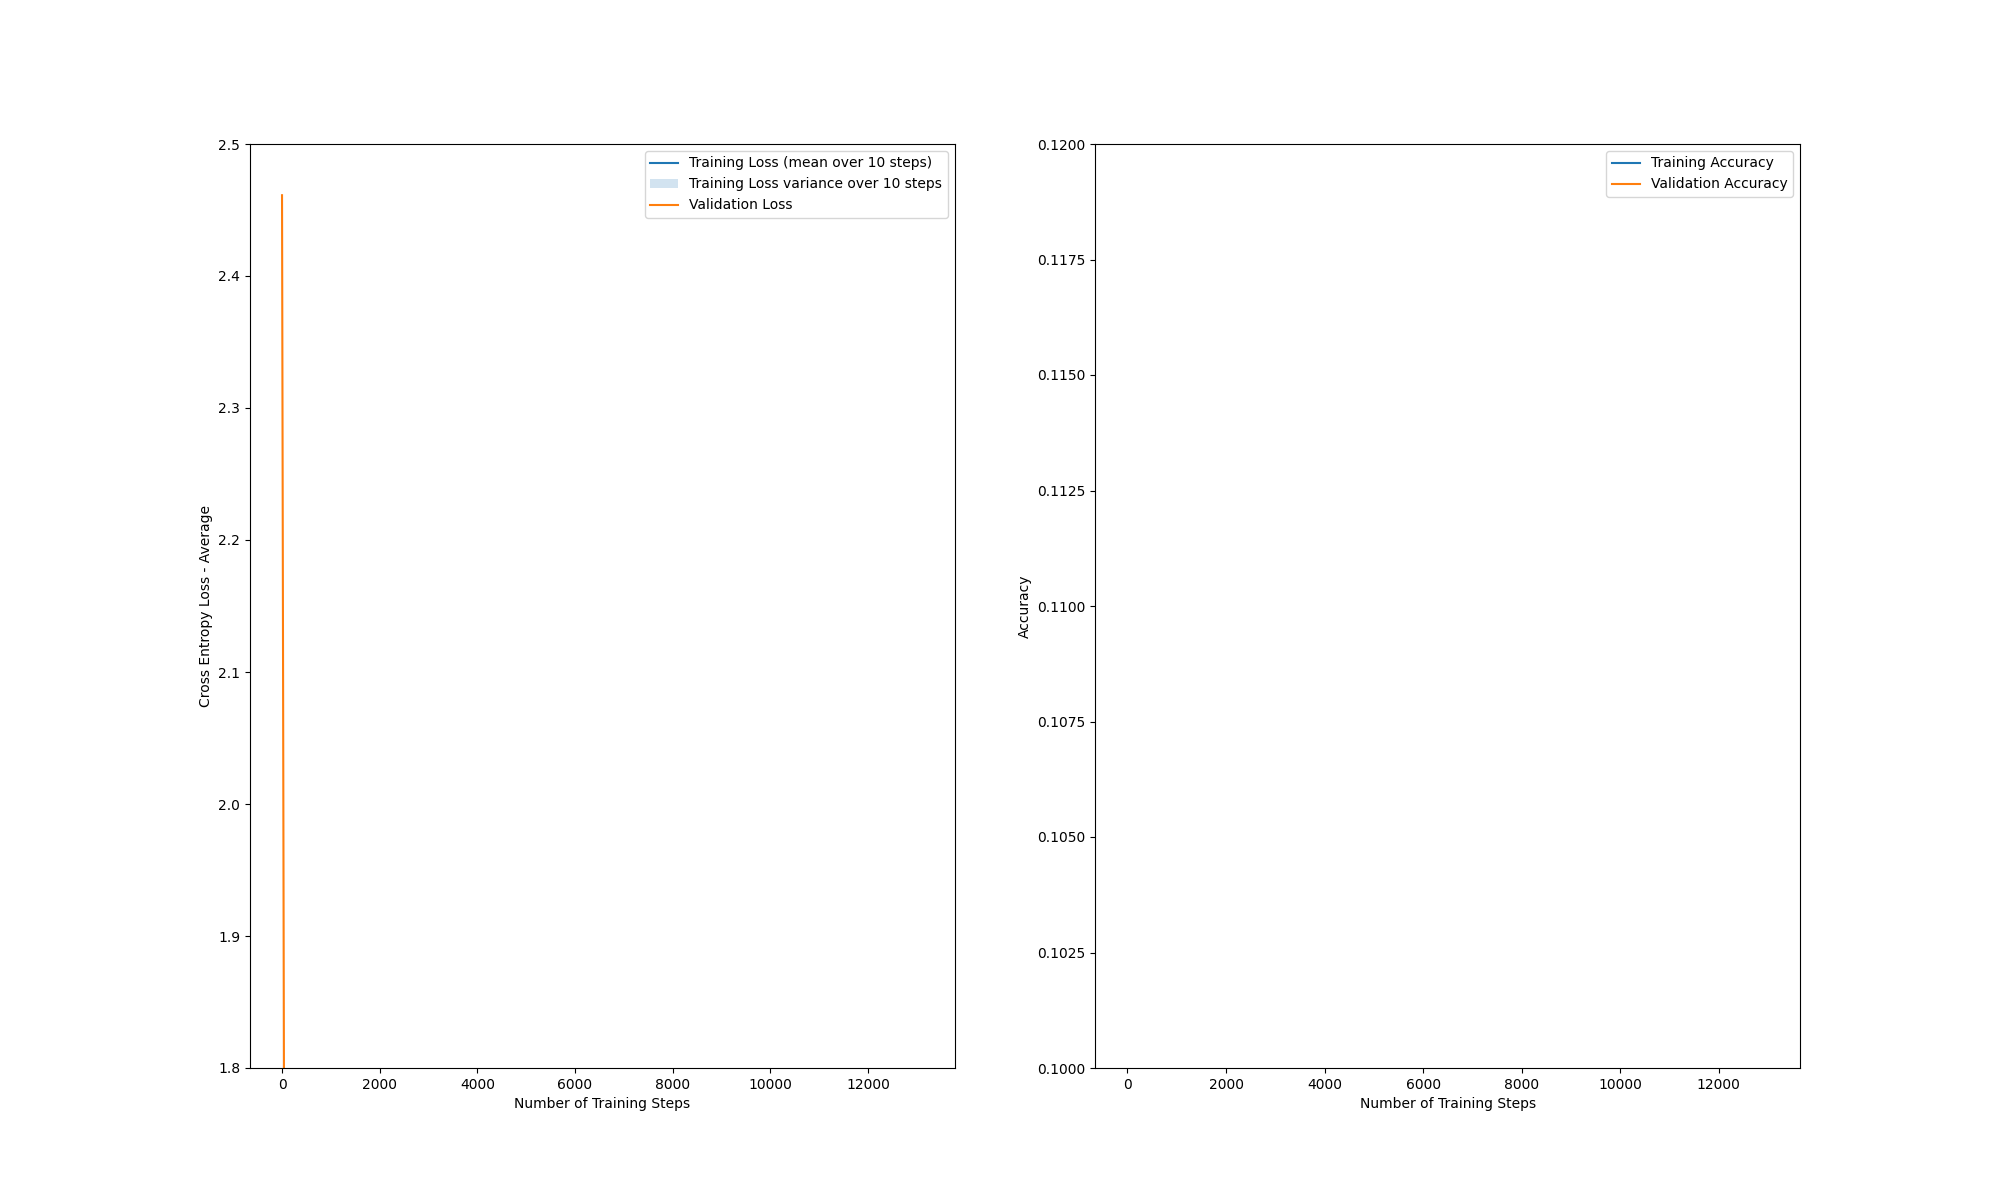 2.5
2.4
2.3
2.2
2.1
2.0
1.9
1.8
Cross Entropy Loss - Average
Training Loss (mean over 10 steps)
Training Loss variance over 10 steps
Validation Loss
0 2000 4000 6000 8000 10000 12000
Number of Training Steps
0.1200
0.1175
0.1150
0.1125
0.1100
0.1075
0.1050
0.1025
0.1000
Accuracy
Training Accuracy
Validation Accuracy
0 2000 4000 6000 8000 10000 12000
Number of Training Steps